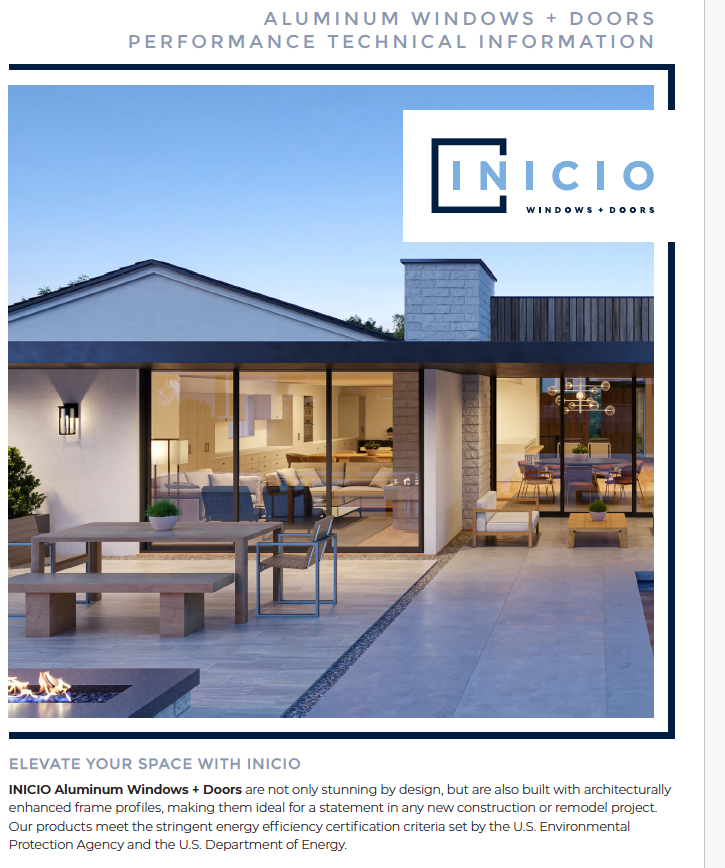 ALUMINUM WINDOWS + DOORS
PERFORMANCE TECHNICAL INFORMATION
INICIO
WINDOWS + DOORS
ELEVATE YOUR SPACE WITH INICIO
INICIO Aluminum Windows + Doors are not only stunning by design, but are also built with architecturally
enhanced frame profiles, making them ideal for a statement in any new construction or remodel project.
Our products meet the stringent energy efficiency certification criteria set by the U.S. Environmental
Protection Agency and the U.S. Department of Energy.